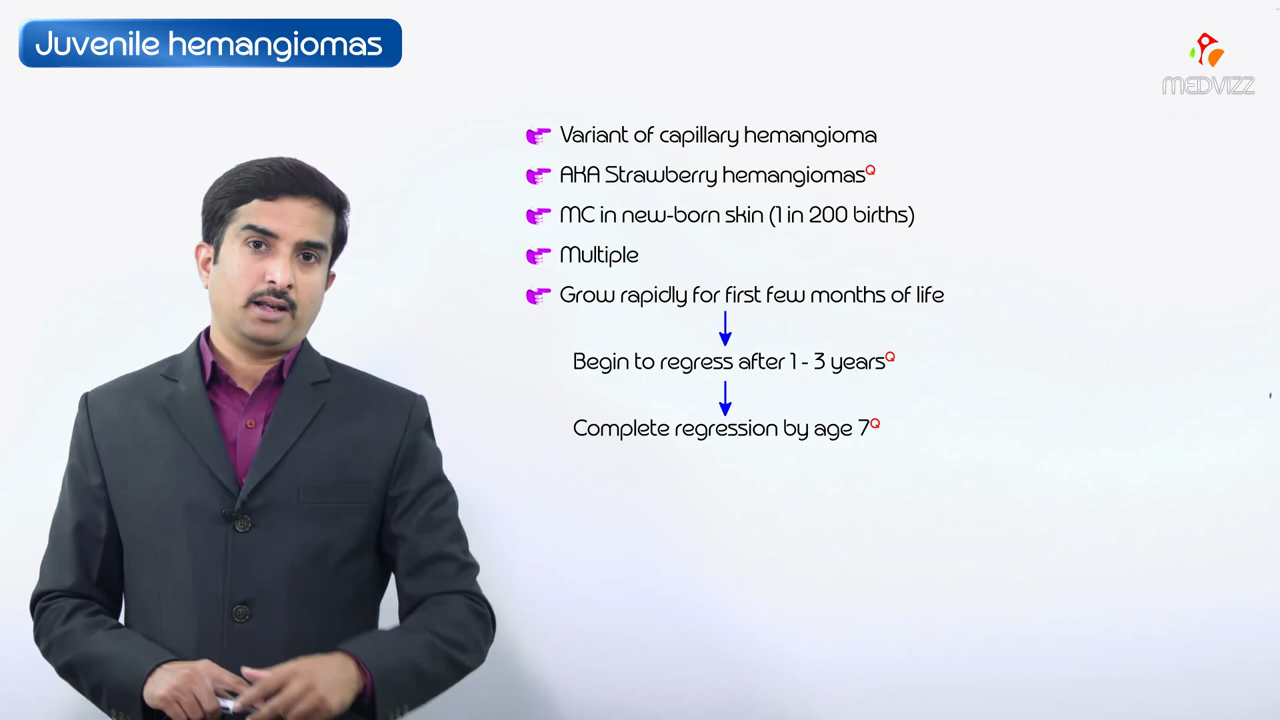 Juvenile hemangiomas
MEDVIZZ
Variant of capillary hemangioma
AKA Strawberry hemangiomasQ
MC in new-born skin (1 in 200 births)
Multiple
Grow rapidly for first few months of life
Begin to regress after 1 - 3 yearsQ
Complete regression by age 7Q